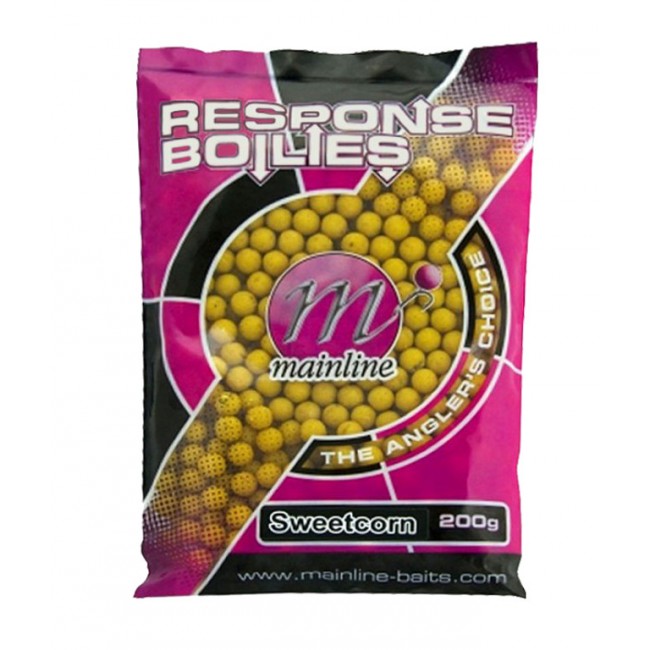 RESPONSE
BOILIES
m
mainline
THE ANGLER'S CHOICE
Sweetcorn 200g
www.mainline-baits.com